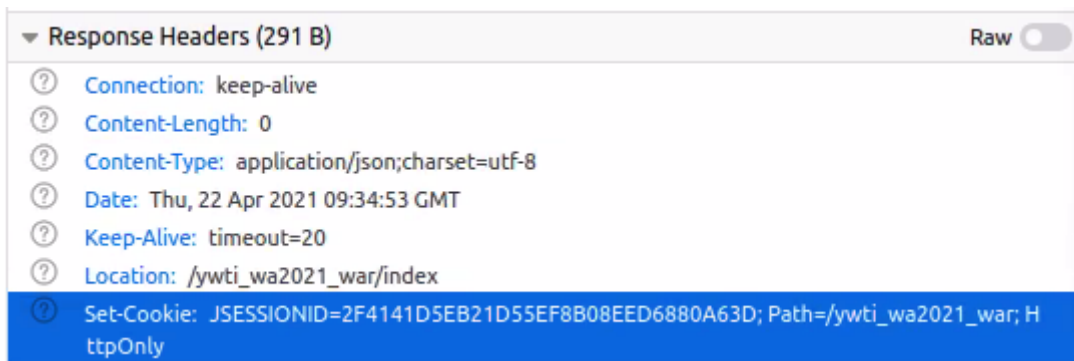 Response Headers (291 B) Raw
Connection: keep-alive
Content-Length: 0
Content-Type: application/json;charset=utf-8
Date: Thu, 22 Apr 2021 09:34:53 GMT
Keep-Alive: timeout=20
Location: /ywti_wa2021_war/index
Set-Cookie: JSESSIONID=2F4141D5EB21D55EF8B08EED6880A63D; Path=/ywti_wa2021_war; H
ttpOnly